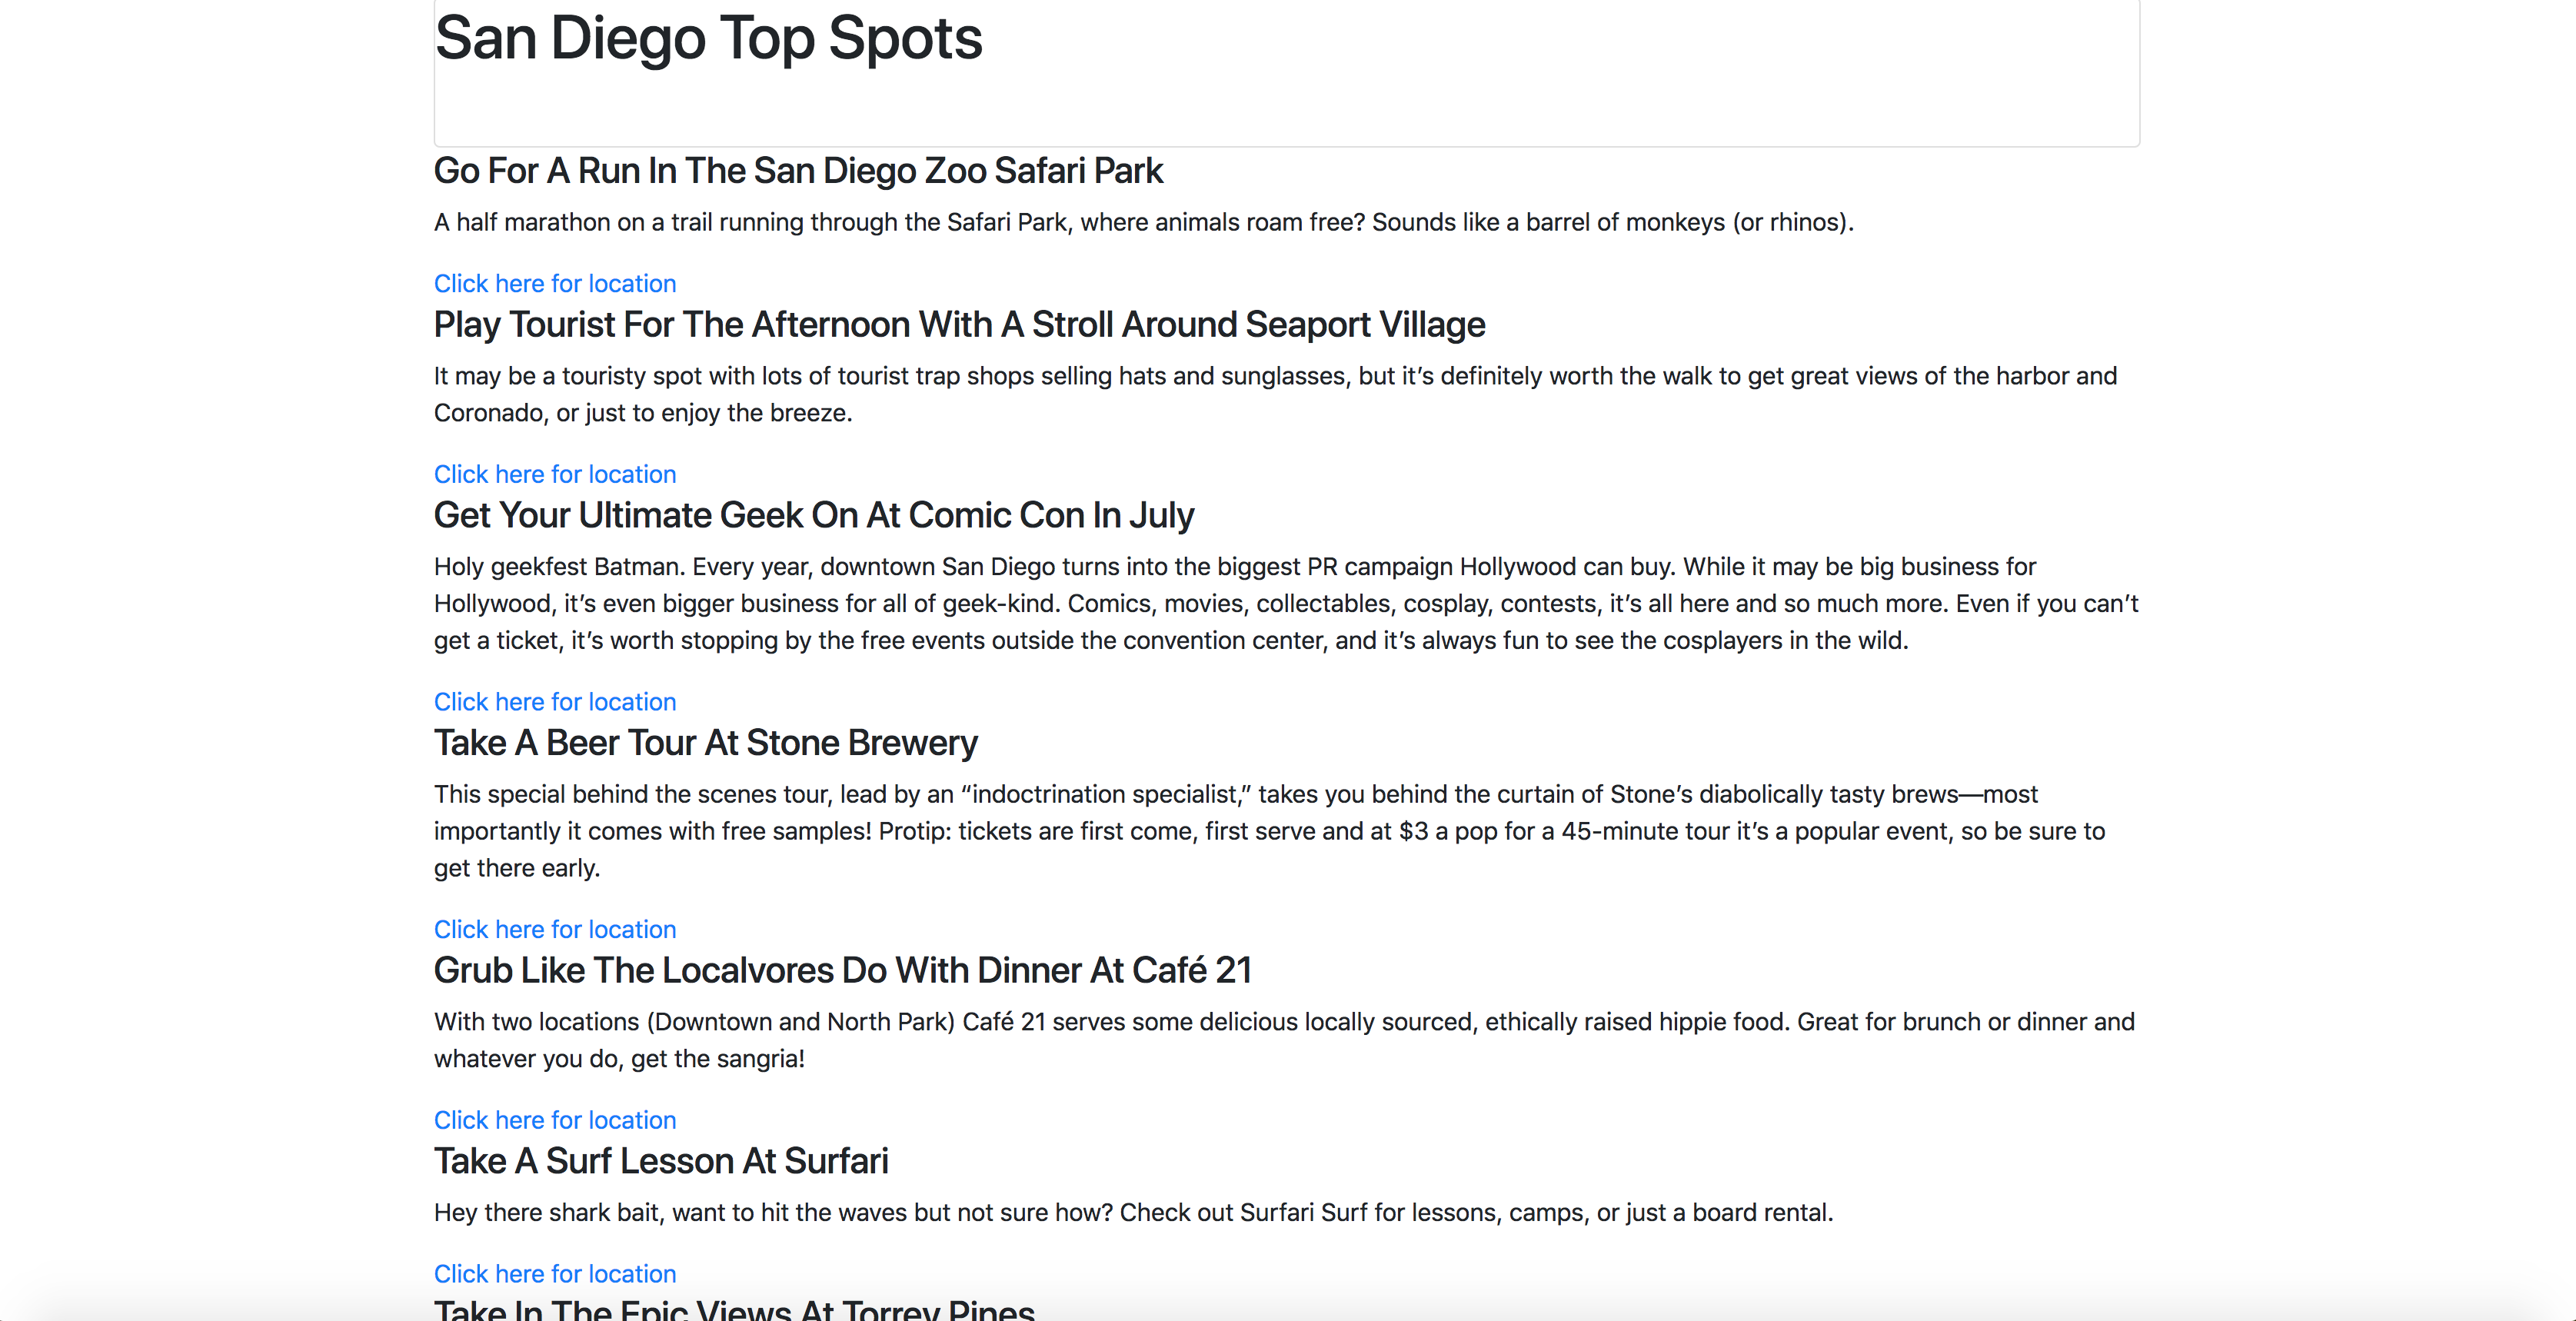 San Diego Top Spots
Go For A Run In The San Diego Zoo Safari Park
A half marathon on a trail running through the Safari Park, where animals roam free? Sounds like a barrel of monkeys (or rhinos).
Click here for location
Play Tourist For The Afternoon With A Stroll Around Seaport Village
It may be a touristy spot with lots of tourist trap shops selling hats and sunglasses, but it’s definitely worth the walk to get great views of the harbor and
Coronado, or just to enjoy the breeze.
Click here for location
Get Your Ultimate Geek On At Comic Con In July
Holy geekfest Batman. Every year, downtown San Diego turns into the biggest PR campaign Hollywood can buy. While it may be big business for
Hollywood, it’s even bigger business for all of geek-kind. Comics, movies, collectables, cosplay, contests, it’s all here and so much more. Even if you can’t
get a ticket, it’s worth stopping by the free events outside the convention center, and it’s always fun to see the cosplayers in the wild.
Click here for location
Take A Beer Tour At Stone Brewery
This special behind the scenes tour, lead by an “indoctrination specialist,” takes you behind the curtain of Stone’s diabolically tasty brews—most
importantly it comes with free samples! Protip: tickets are first come, first serve and at $3 a pop for a 45-minute tour it’s a popular event, so be sure to
get there early.
Click here for location
Grub Like The Localvores Do With Dinner At Café 21
With two locations (Downtown and North Park) Café 21 serves some delicious locally sourced, ethically raised hippie food. Great for brunch or dinner and
whatever you do, get the sangria!
Click here for location
Take A Surf Lesson At Surfari
Hey there shark bait, want to hit the waves but not sure how? Check out Surfari Surf for lessons, camps, or just a board rental.
Click here for location
Take In The Epic Views At Torrey Pines